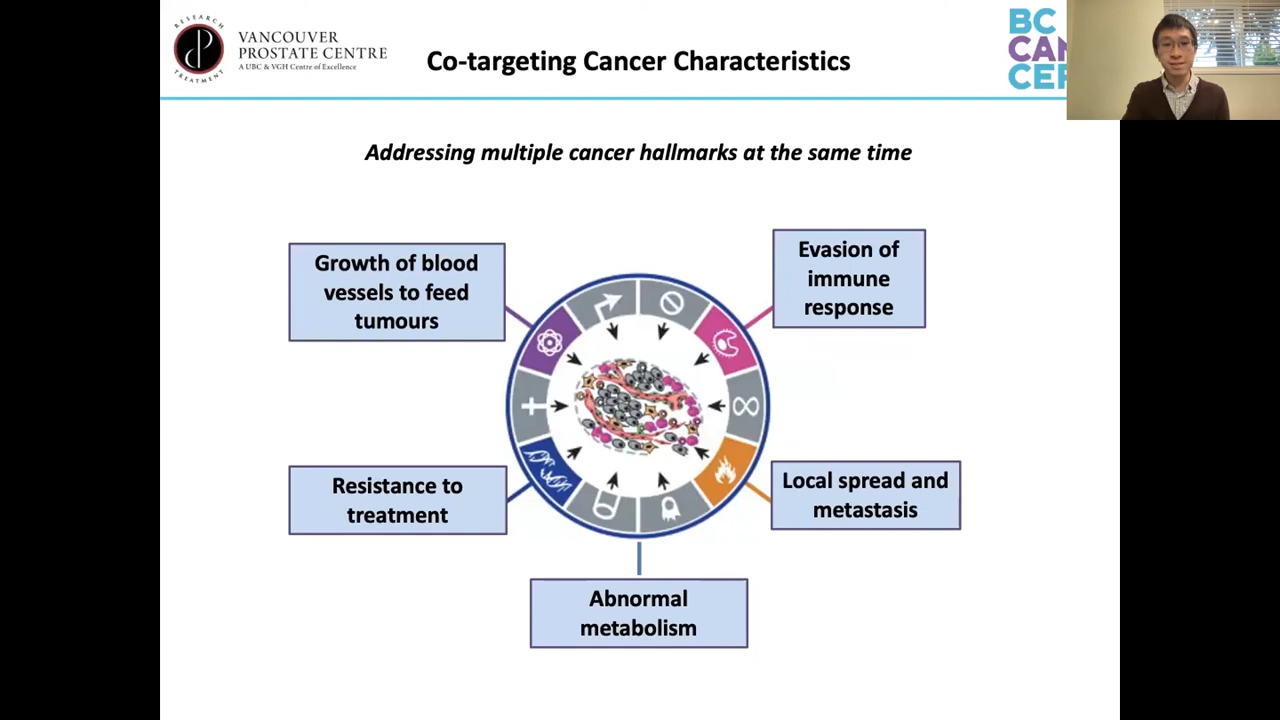 RESEARCH
TREATMENT
VANCOUVER
PROSTATE CENTRE
A UBC & VGH Centre of Excellence
Co-targeting Cancer Characteristics
BC
CAN
CER
Addressing multiple cancer hallmarks at the same time
Growth of blood
vessels to feed
tumours
Evasion of
immune
response
Resistance to
treatment
Local spread and
metastasis
Abnormal
metabolism